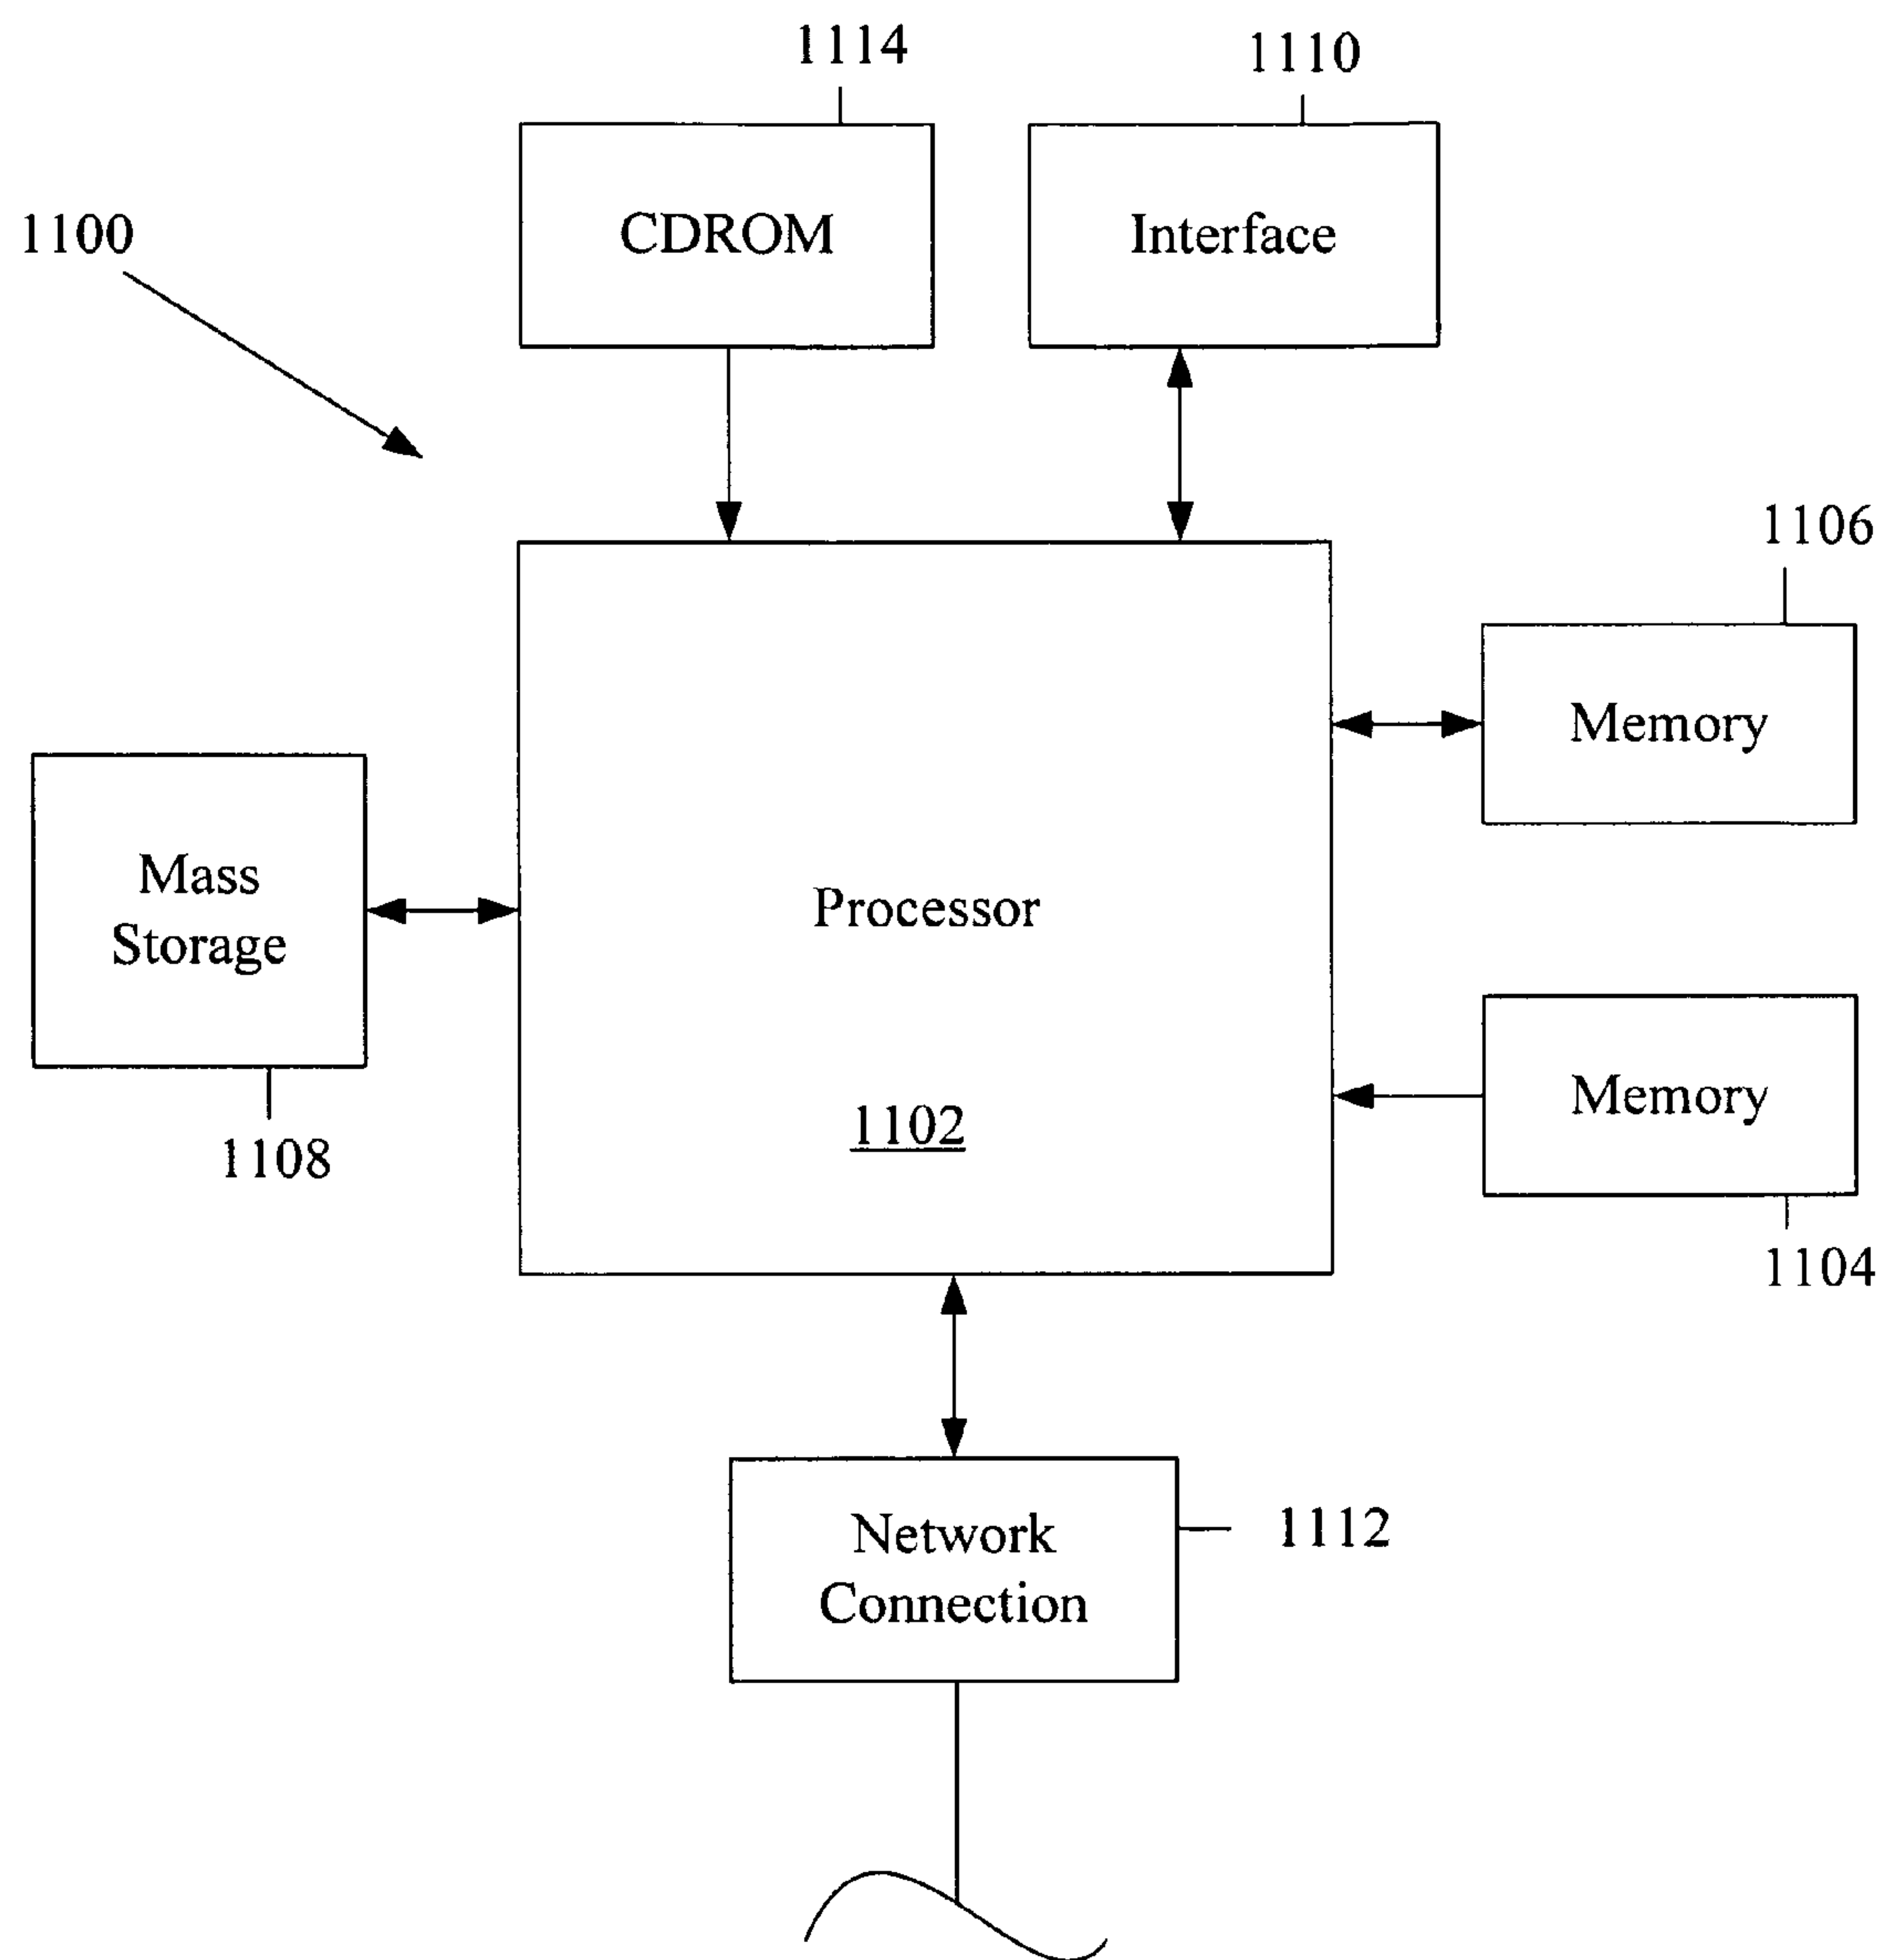 1114
1110
1100
CDROM
Interface
1106
Memory
Mass
Storage
Processor
Memory
1102
1108
1104
Network
Connection
1112